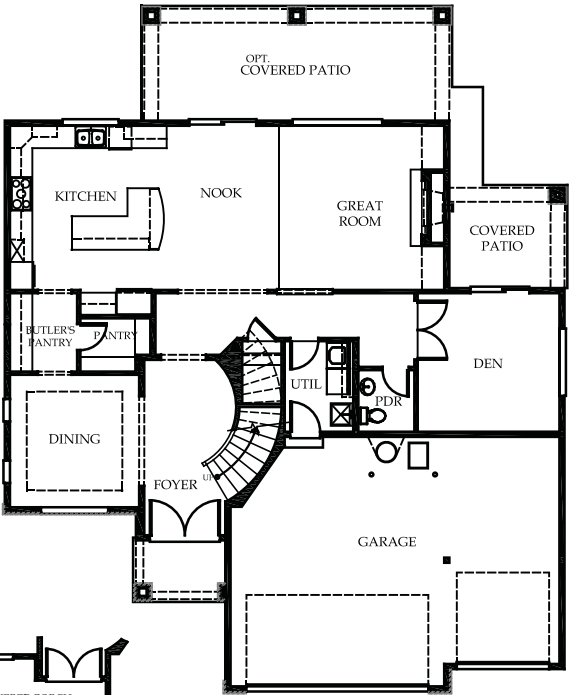 OPT.
COVERED PATIO
KITCHEN
NOOK
GREAT
ROOM
COVERED
PATIO
BUTLER'S
PANTRY
PANTRY
UTIL
PDR
DEN
DINING
FOYER
UP
GARAGE